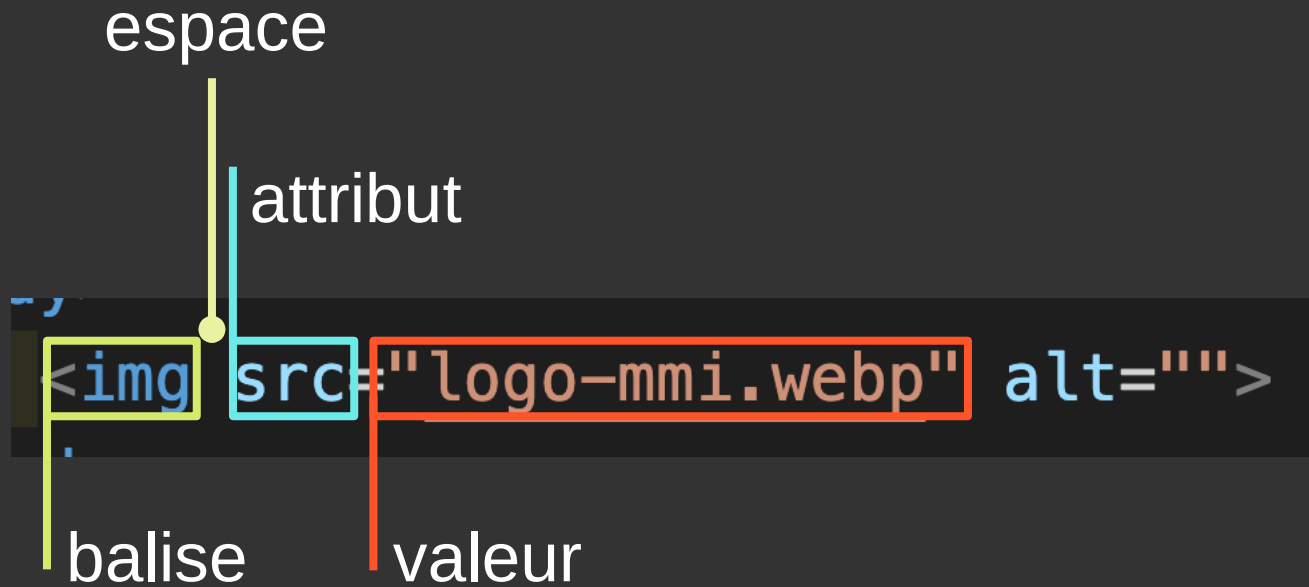 espace
attribut
<img src="logo-mmi.webp" alt="">
balise
valeur